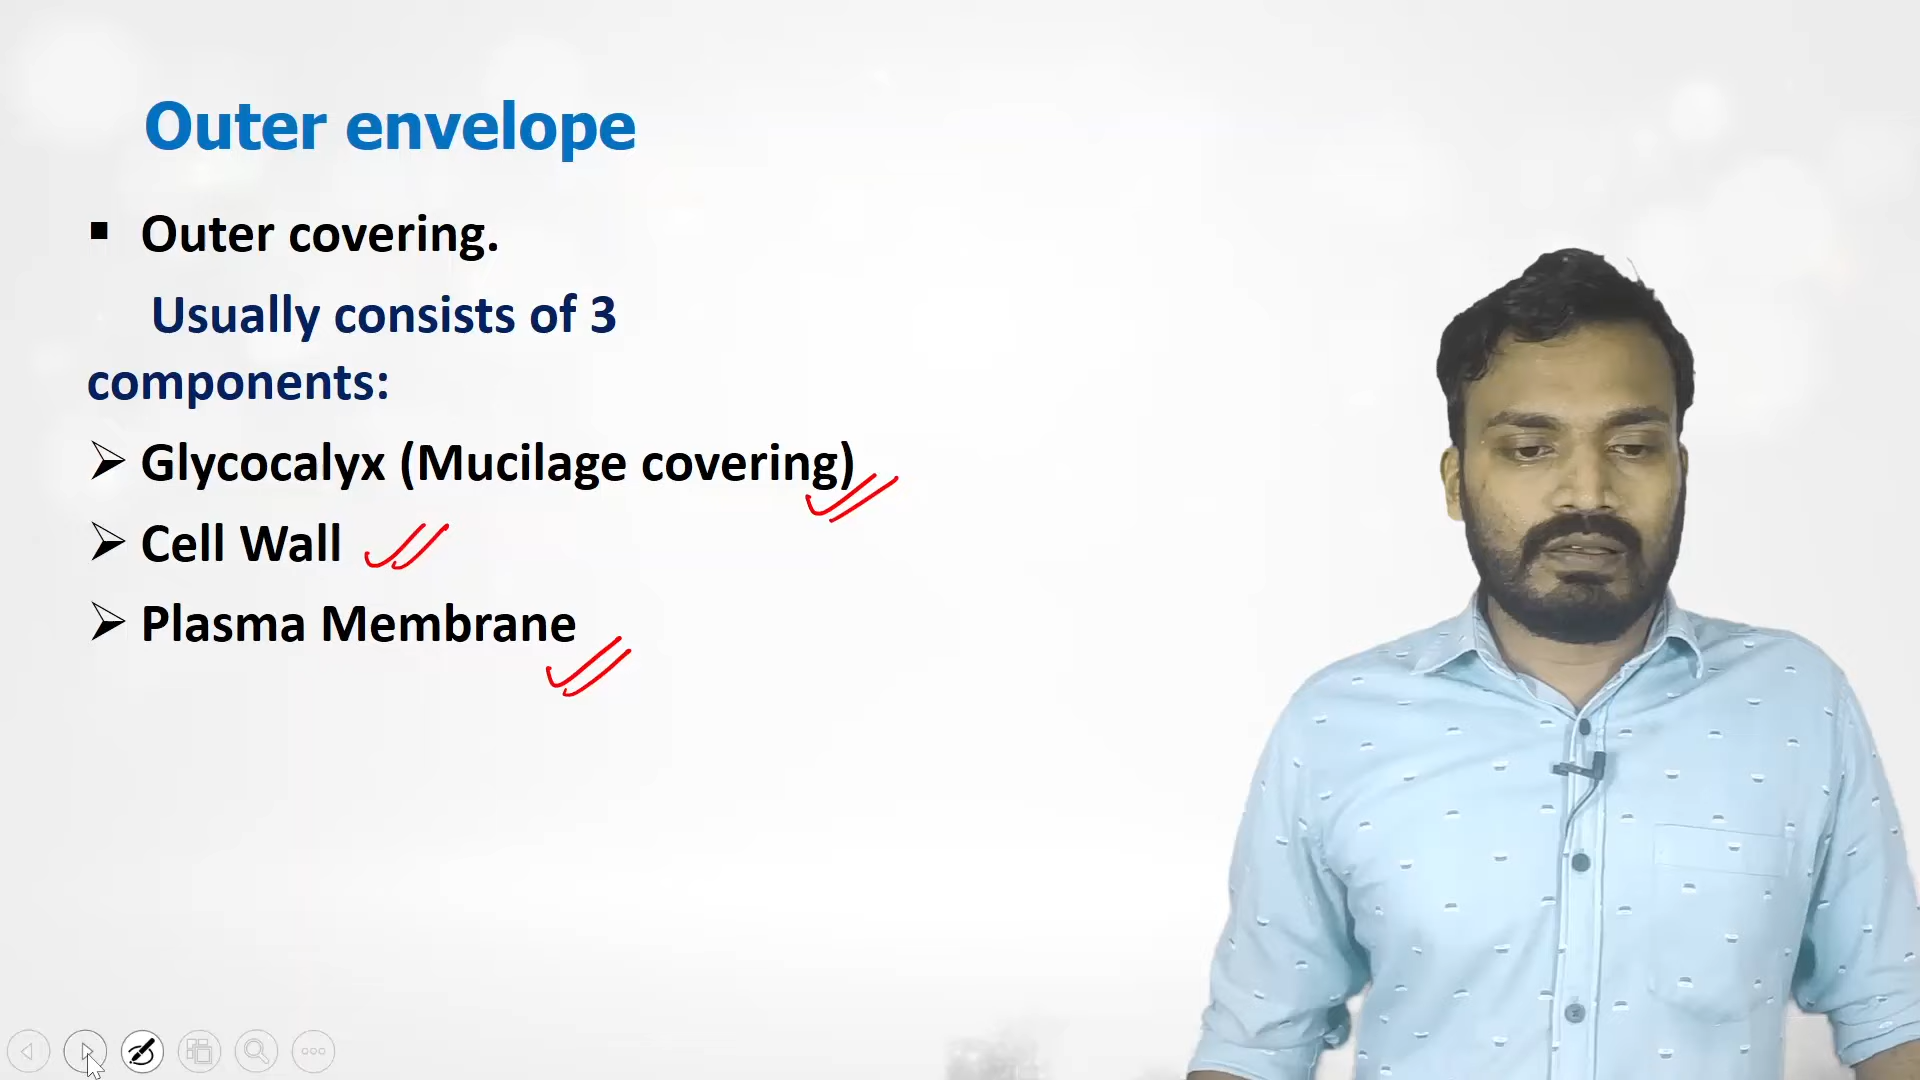 Outer envelope
▪ Outer covering.
Usually consists of 3
components:
➢ Glycocalyx (Mucilage covering)
➢ Cell Wall
➢ Plasma Membrane